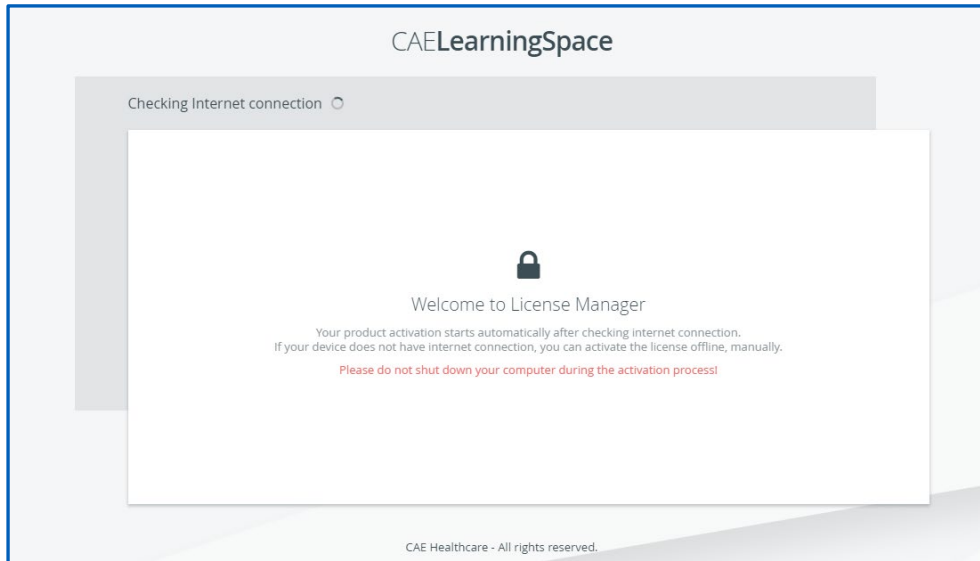 CAELearningSpace
Checking Internet connection
Welcome to License Manager
Your product activation starts automatically after checking internet connection.
If your device does not have internet connection, you can activate the license offline, manually.
Please do not shut down your computer during the activation process!
CAE Healthcare - All rights reserved.